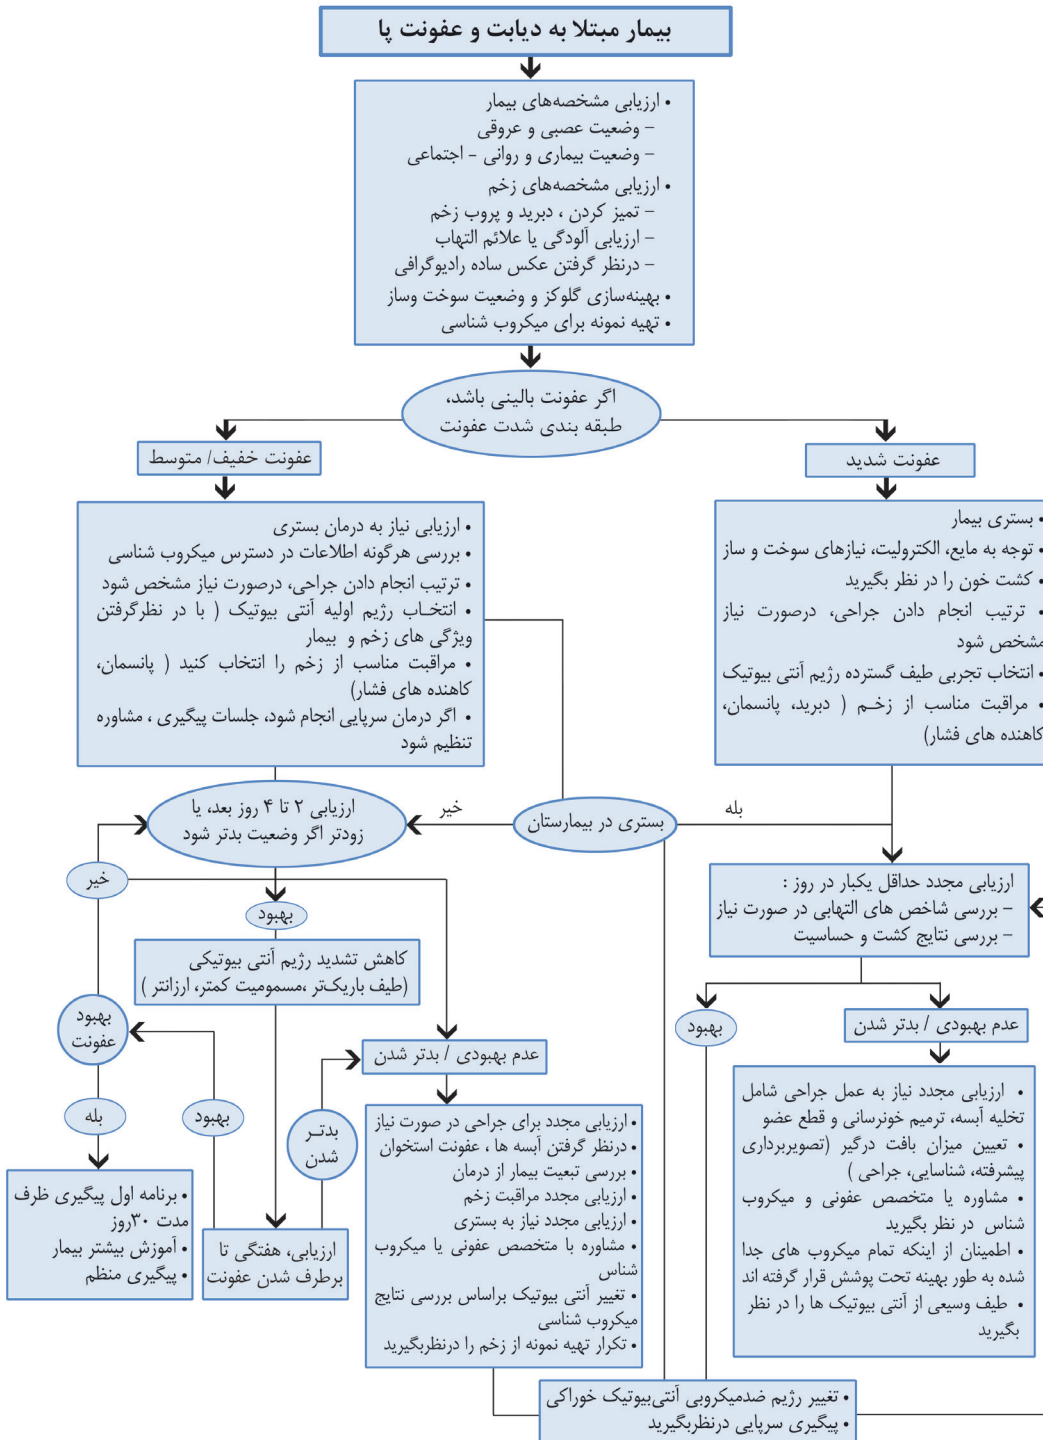 بیمار مبتلا به دیابت و عفونت پا
• ارزیابی مشخصه‌های بیمار
– وضعیت عصبی و عروقی
– وضعیت بیماری و روانی - اجتماعی
• ارزیابی مشخصه‌های زخم
– تمیز کردن ، دبرید و پروب زخم
– ارزیابی آلودگی یا علائم التهاب
– درنظر گرفتن عکس ساده رادیوگرافی
• بهینه‌سازی گلوکز و وضعیت سوخت وساز
• تهیه نمونه برای میکروب شناسی
اگر عفونت بالینی باشد،
طبقه بندی شدت عفونت
عفونت شدید
عفونت خفیف/ متوسط
• بستری بیمار
• توجه به مایع، الکترولیت، نیازهای سوخت و ساز
• کشت خون را در نظر بگیرید
• ترتیب انجام دادن جراحی، درصورت نیاز
مشخص شود
• انتخاب تجربی طیف گسترده رژیم آنتی بیوتیک
• مراقبت مناسب از زخـم ( دبرید، پانسمان،
کاهنده های فشار)
• ارزیابی نیاز به درمان بستری
• بررسی هرگونه اطلاعات در دسترس میکروب شناسی
• ترتیب انجام دادن جراحی، درصورت نیاز مشخص شود
• انتخـاب رژیم اولیه آنتی بیوتیک ( با در نظرگرفتن
ویژگی های زخم و بیمار
• مراقبت مناسب از زخم را انتخاب کنید ( پانسمان،
کاهنده های فشار)
• اگر درمان سرپایی انجام شود، جلسات پیگیری ، مشاوره
تنظیم شود
بله
بستری در بیمارستان
خیر
ارزیابی ۲ تا ۴ روز بعد، یا
زودتر اگر وضعیت بدتر شود
ارزیابی مجدد حداقل یکبار در روز :
– بررسی شاخص های التهابی در صورت نیاز
– بررسی نتایج کشت و حساسیت
خیر
بهبود
کاهش تشدید رژیم آنتی بیوتیکی
(طیف باریک‌تر ،مسمومیت کمتر، ارزانتر )
عدم بهبودی / بدتر شدن
بهبود
بهبود
عفونت
عدم بهبودی / بدتر شدن
• ارزیابی مجدد نیاز به عمل جراحی شامل
تخلیه آبسه، ترمیم خونرسانی و قطع عضو
• تعیین میزان بافت درگیر (تصویربرداری
پیشرفته، شناسایی، جراحی )
• مشاوره یا متخصص عفونی و میکروب
شناس در نظر بگیرید
• اطمینان از اینکه تمام میکروب های جدا
شده به طور بهینه تحت پوشش قرار گرفته اند
• طیف وسیعی از آنتی بیوتیک ها را در نظر
بگیرید
• ارزیابی مجدد برای جراحی در صورت نیاز
• درنظر گرفتن آبسه ها ، عفونت استخوان
• بررسی تبعیت بیمار از درمان
• ارزیابی مجدد مراقبت زخم
• ارزیابی مجدد نیاز به بستری
• مشاوره با متخصص عفونی یا میکروب
شناس
• تغییر آنتی بیوتیک براساس بررسی نتایج
میکروب شناسی
• تکرار تهیه نمونه از زخم را درنظربگیرید
بدتـر
شدن
بهبود
بله
ارزیابی، هفتگی تا
برطرف شدن عفونت
• برنامه اول پیگیری ظرف
مدت ۳۰روز
• آموزش بیشتر بیمار
• پیگیری منظم
• تغییر رژیم ضدمیکروبی آنتی‌بیوتیک خوراکی
• پیگیری سرپایی درنظربگیرید